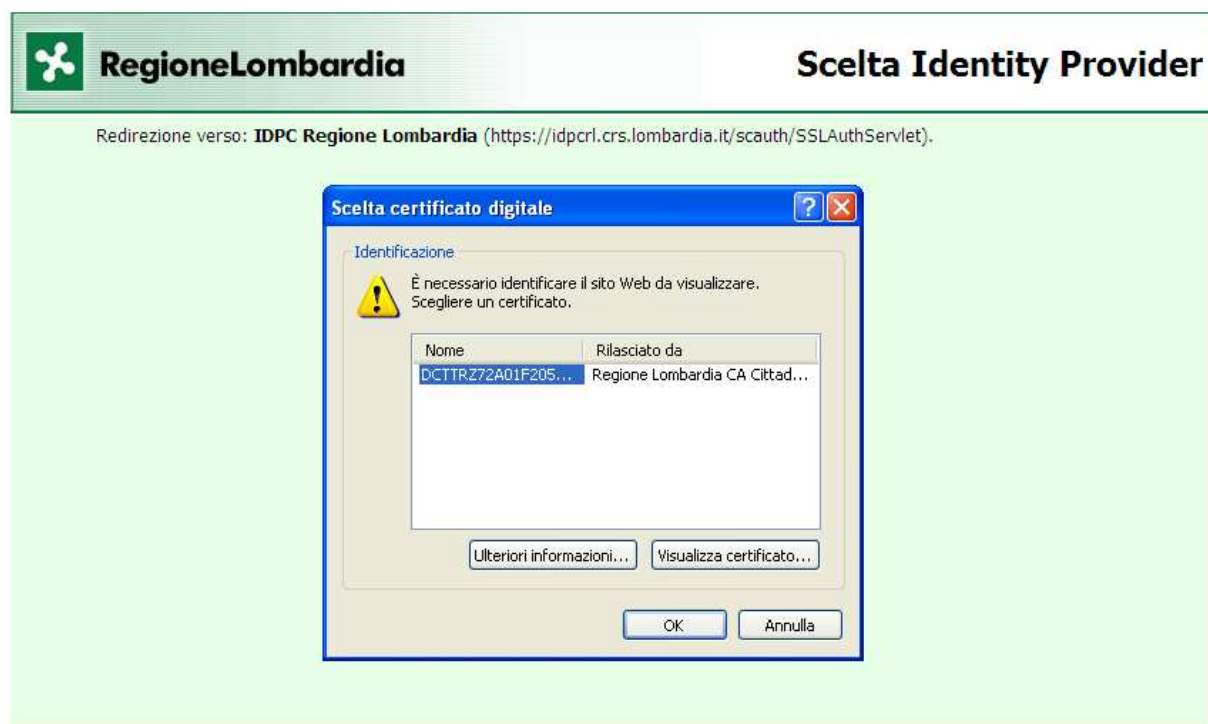 RegioneLombardia
Scelta Identity Provider
Redirezione verso: IDPC Regione Lombardia (https://idpcrl.crs.lombardia.it/scauth/SSLAuthServlet).
Scelta certificato digitale
Identificazione
È necessario identificare il sito Web da visualizzare.
Scegliere un certificato.
Nome Rilasciato da
DCTTRZ72A01F205... Regione Lombardia CA Cittad...
Ulteriori informazioni... Visualizza certificato...
OK Annulla